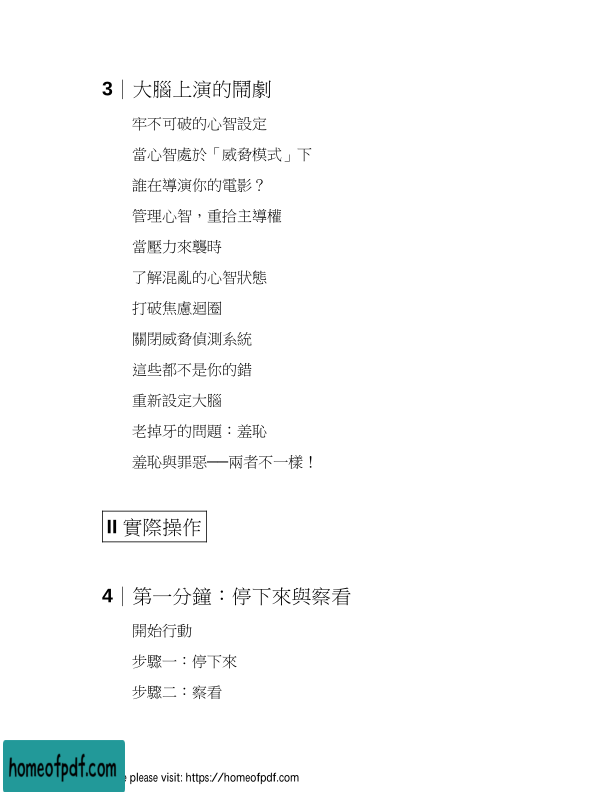 3｜大腦上演的鬧劇
牢不可破的心智設定
當心智處於「威脅模式」下
誰在導演你的電影？
管理心智，重拾主導權
當壓力來襲時
了解混亂的心智狀態
打破焦慮迴圈
關閉威脅偵測系統
這些都不是你的錯
重新設定大腦
老掉牙的問題：羞恥
羞恥與罪惡──兩者不一樣！
II 實際操作
4｜第一分鐘：停下來與察看
開始行動
步驟一：停下來
步驟二：察看
homeofpdf.com
please visit: https://homeofpdf.com